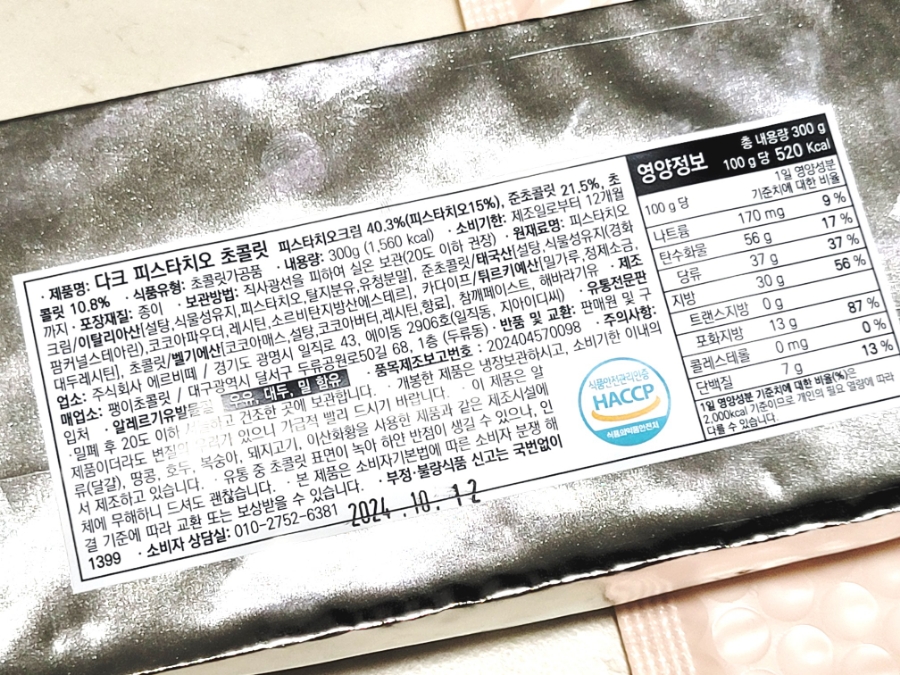 · 제품명: 다크 피스타치오 초콜릿 피스타치오크림 40.3%(피스타치오15%), 준초콜릿 21.5%, 초
콜릿 10.8% · 식품유형: 초콜릿가공품 · 내용량: 300g (1,560 kcal) · 소비기한: 제조일로부터 12개월
까지 · 포장재질: 종이 · 보관방법: 직사광선을 피하여 실온 보관(20도 이하 권장) · 원재료명: 피스타치오
크림/이탈리아산[설탕,식물성유지,피스타치오,탈지분유,유청분말], 준초콜릿/태국산[설탕,식물성유지(경화
팜커널스테아린),코코아파우더,레시틴,소르비탄지방산에스테르], 카다이프/튀르키예산[밀가루,정제소금,
대두레시틴], 초콜릿/벨기에산[코코아매스,설탕,코코아버터,레시틴,향료], 참깨페이스트, 해바라기유 · 제조
업소: 주식회사 에르비떼 / 경기도 광명시 일직로 43, 에이동 2906호(일직동, 지아이디씨) · 유통전문판
매업소: 팽이초콜릿 / 대구광역시 달서구 두류공원로50길 68, 1층 (두류동) · 반품 및 교환: 판매원 및 구
입처 · 알레르기유발물질 우유, 대두, 밀 함유 · 품목제조보고번호 : 202404570098 · 주의사항:
·밀폐 후 20도 이하 건조한 곳에 보관합니다. · 개봉한 제품은 냉장보관하시고, 소비기한 이내의
제품이더라도 변질 있으니 가급적 빨리 드시기 바랍니다. · 이 제품은 알
류(달걀), 땅콩, 호두, 복숭아, 돼지고기, 이산화황을 사용한 제품과 같은 제조시설에
서 제조하고 있습니다. · 유통 중 초콜릿 표면이 녹아 하얀 반점이 생길 수 있으나, 인
체에 무해하니 드셔도 괜찮습니다. · 본 제품은 소비자기본법에 따른 소비자 분쟁 해
결 기준에 따라 교환 또는 보상받을 수 있습니다. · 부정·불량식품 신고는 국번없이
1399 · 소비자 상담실: 010-2752-6381
2024.10.12
식품안전관리인증
HACCP
식품의약품안전처
영양정보
총 내용량 300 g
100 g 당 520 Kcal
100 g 당 1일 영양성분
기준치에 대한 비율
나트륨 170 mg 9 %
탄수화물 56 g 17 %
당류 37 g 37 %
지방 30 g 56 %
트랜스지방 0 g
포화지방 13 g 87 %
콜레스테롤 0 mg 0 %
단백질 7 g 13 %
1일 영양성분 기준치에 대한 비율(%)은
2,000kcal 기준이므로 개인의 필요 열량에 따라
다를 수 있습니다.